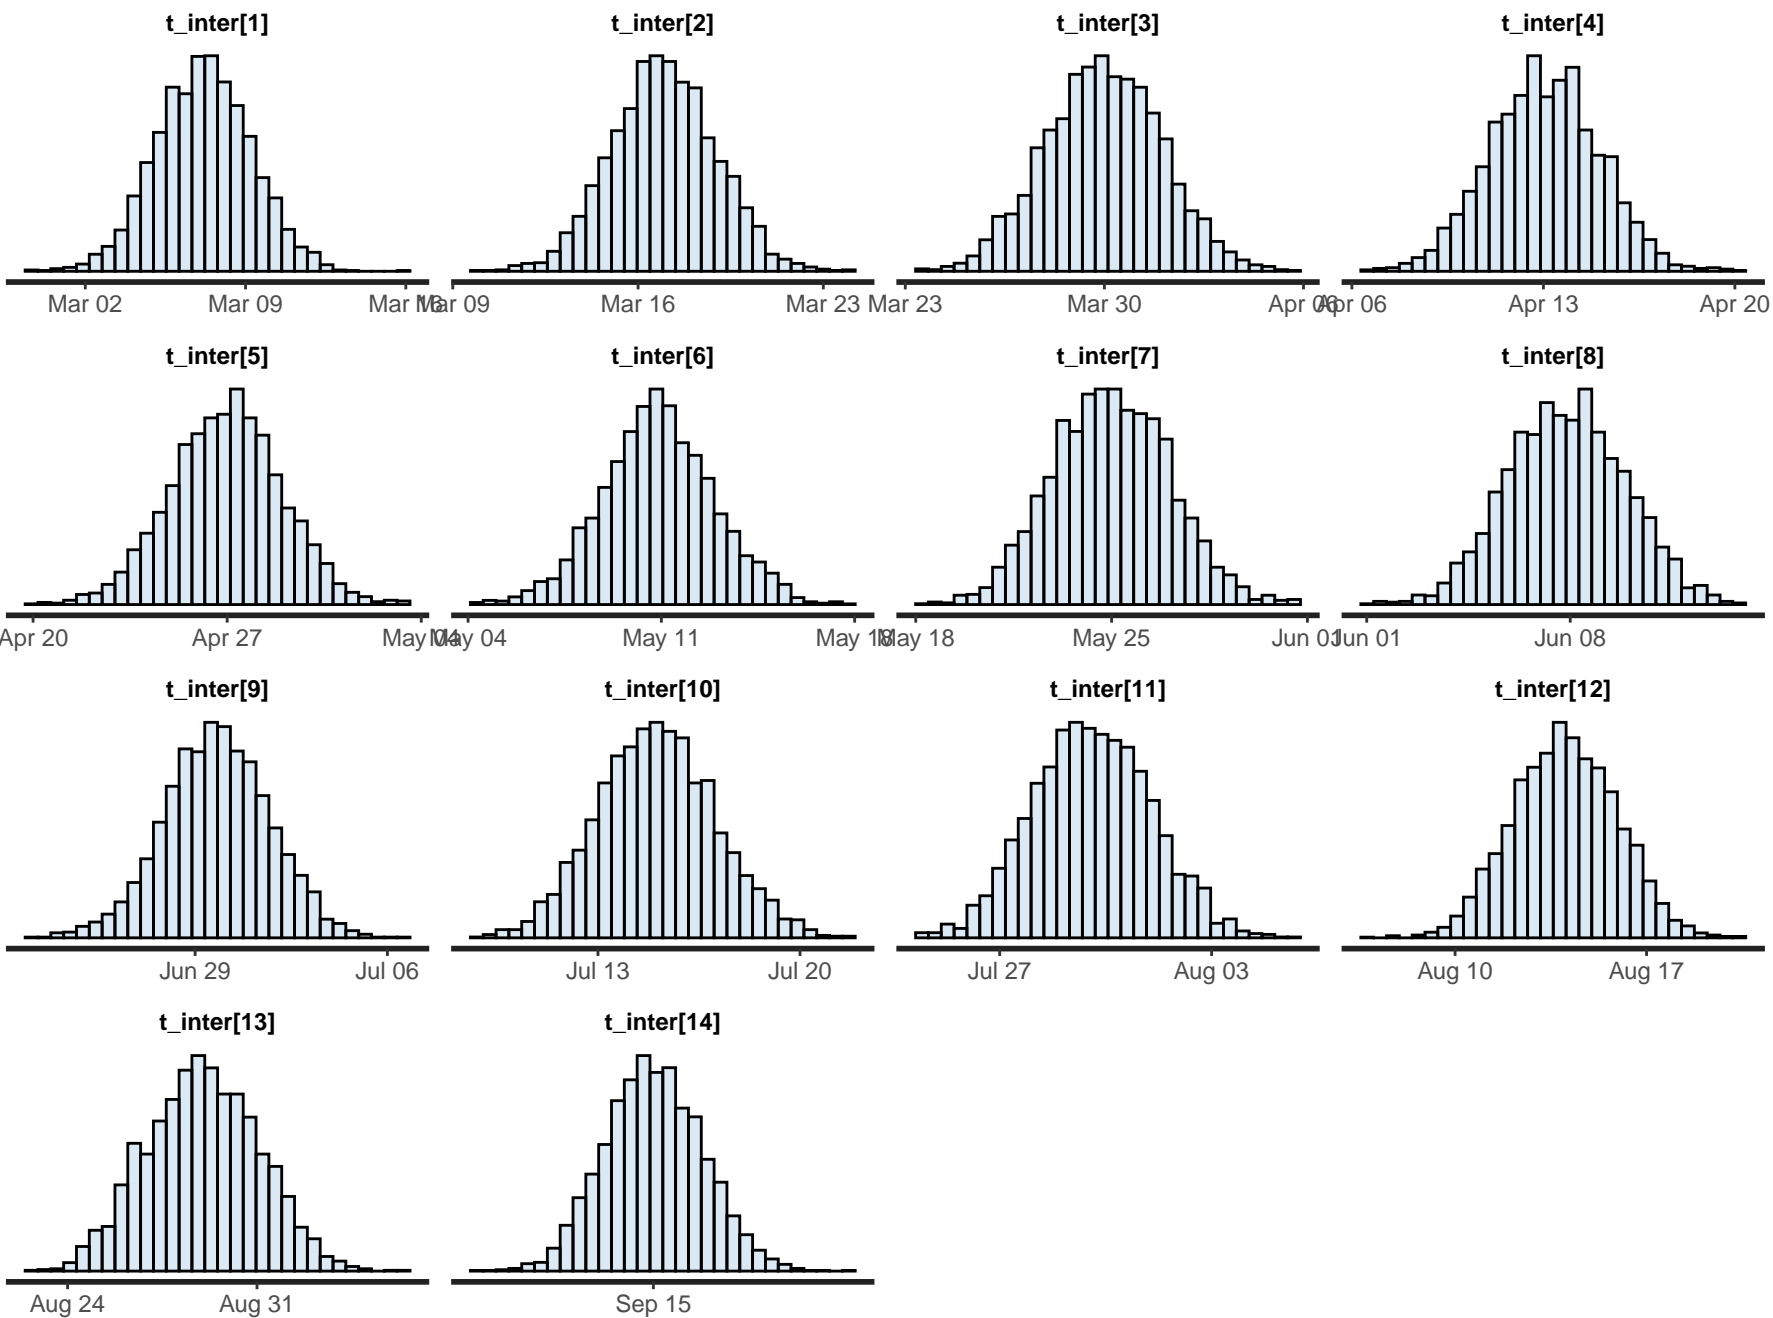 t_inter[1] t_inter[2] t_inter[3] t_inter[4]
Mar 02 Mar 09 Mar 16 Mar 09 Mar 16 Mar 23 Mar 23 Mar 30 Apr 06 Apr 06 Apr 13 Apr 20
t_inter[5] t_inter[6] t_inter[7] t_inter[8]
Apr 20 Apr 27 May 04 May 04 May 11 May 18 May 18 May 25 Jun 01 Jun 01 Jun 08
t_inter[9] t_inter[10] t_inter[11] t_inter[12]
Jun 29 Jul 06 Jul 13 Jul 20 Jul 27 Aug 03 Aug 10 Aug 17
t_inter[13] t_inter[14]
Aug 24 Aug 31 Sep 15